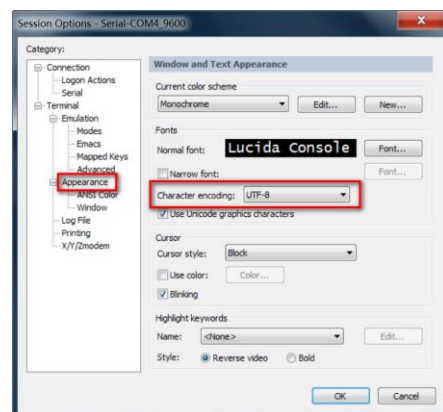 Session Options - Serial-COM4_9600
Category:
Connection
Logon Actions
Serial
Terminal
Emulation
Modes
Emacs
Mapped Keys
Advanced
Appearance
ANSI Color
Window
Log File
Printing
X/Y/Zmodem
Window and Text Appearance
Current color scheme
Monochrome Edit... New...
Fonts
Normal font: Lucida Console Font...
Narrow font: Font...
Character encoding: UTF-8
Use Unicode graphics characters
Cursor
Cursor style: Block
Use color: Color...
Blinking
Highlight keywords
Name: <None> Edit...
Style: Reverse video Bold
OK Cancel